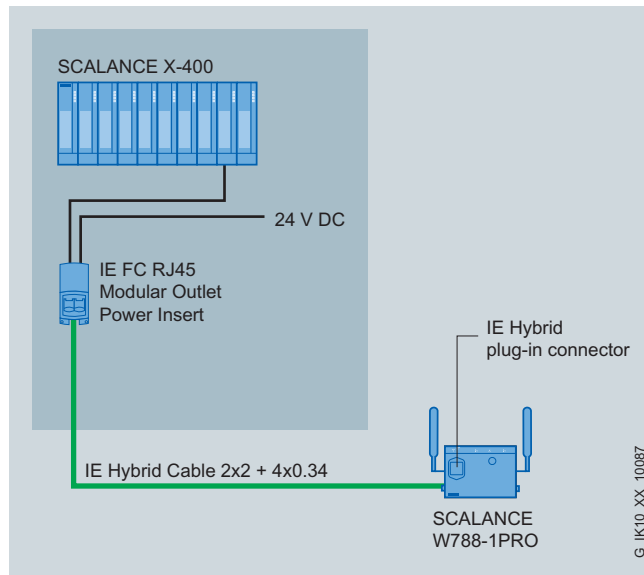 SCALANCE X-400
24 V DC
IE FC RJ45
Modular Outlet
Power Insert
IE Hybrid
plug-in connector
IE Hybrid Cable 2x2 + 4x0.34
SCALANCE
W788-1PRO
G_IK10_XX_10087